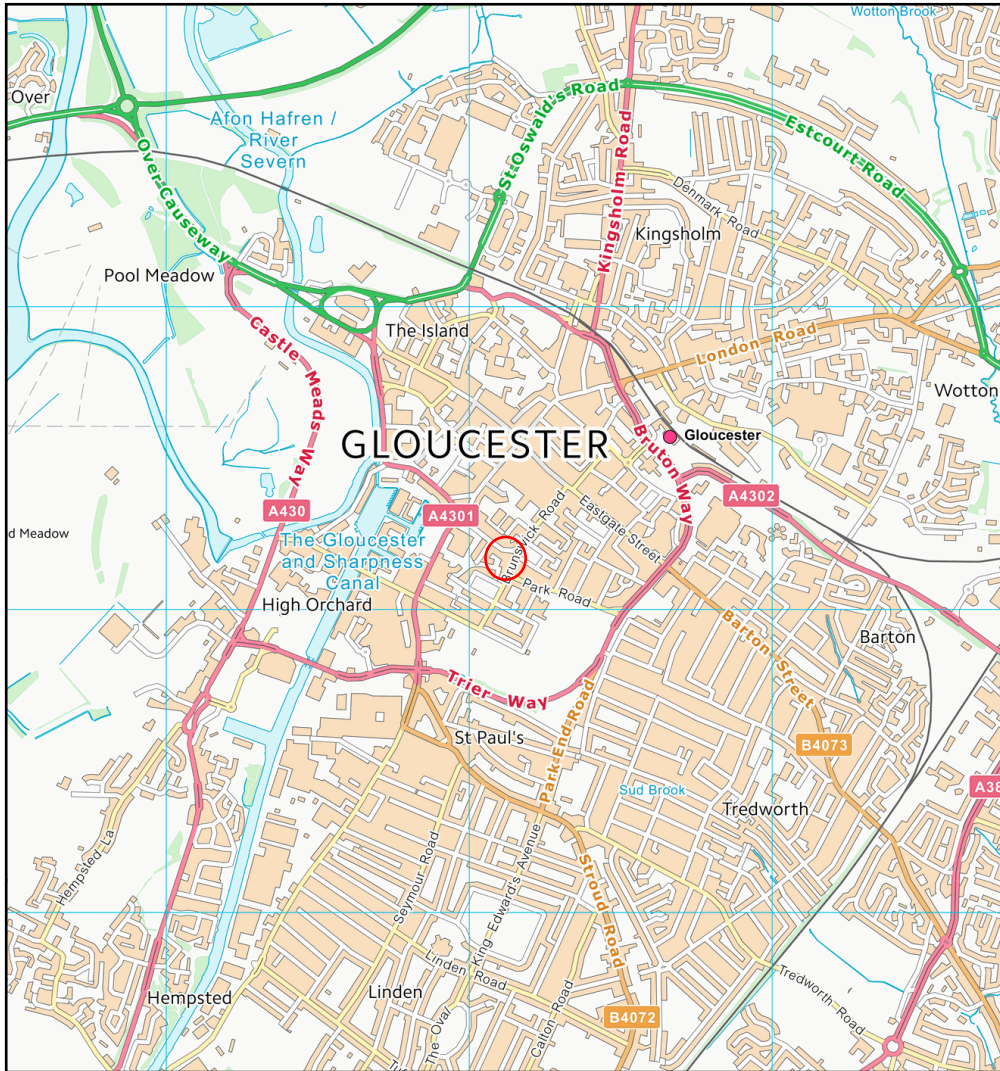 Wotton Brook
Over
Afon Hafren /
River
Severn
St Oswald's Road
Estcourt Road
Over Causeway
Kingsholm Road
Denmark Road
Kingsholm
Pool Meadow
The Island
Castle Meads Way
London Road
Wotton
GLOUCESTER
Gloucester
Bruton Way
A430
A4301
A4302
Brunswick Road
Eastgate Street
d Meadow
The Gloucester
and Sharpness
Canal
High Orchard
Park Road
Barton Street
Barton
Trier Way
Park End Road
St Paul's
B4073
Sud Brook
A38
Tredworth
Hempsted La
Seymour Road
King Edward's Avenue
Stroud Road
Linden Road
Tredworth Road
Hempsted
Linden
The Oval
Calton Road
B4072